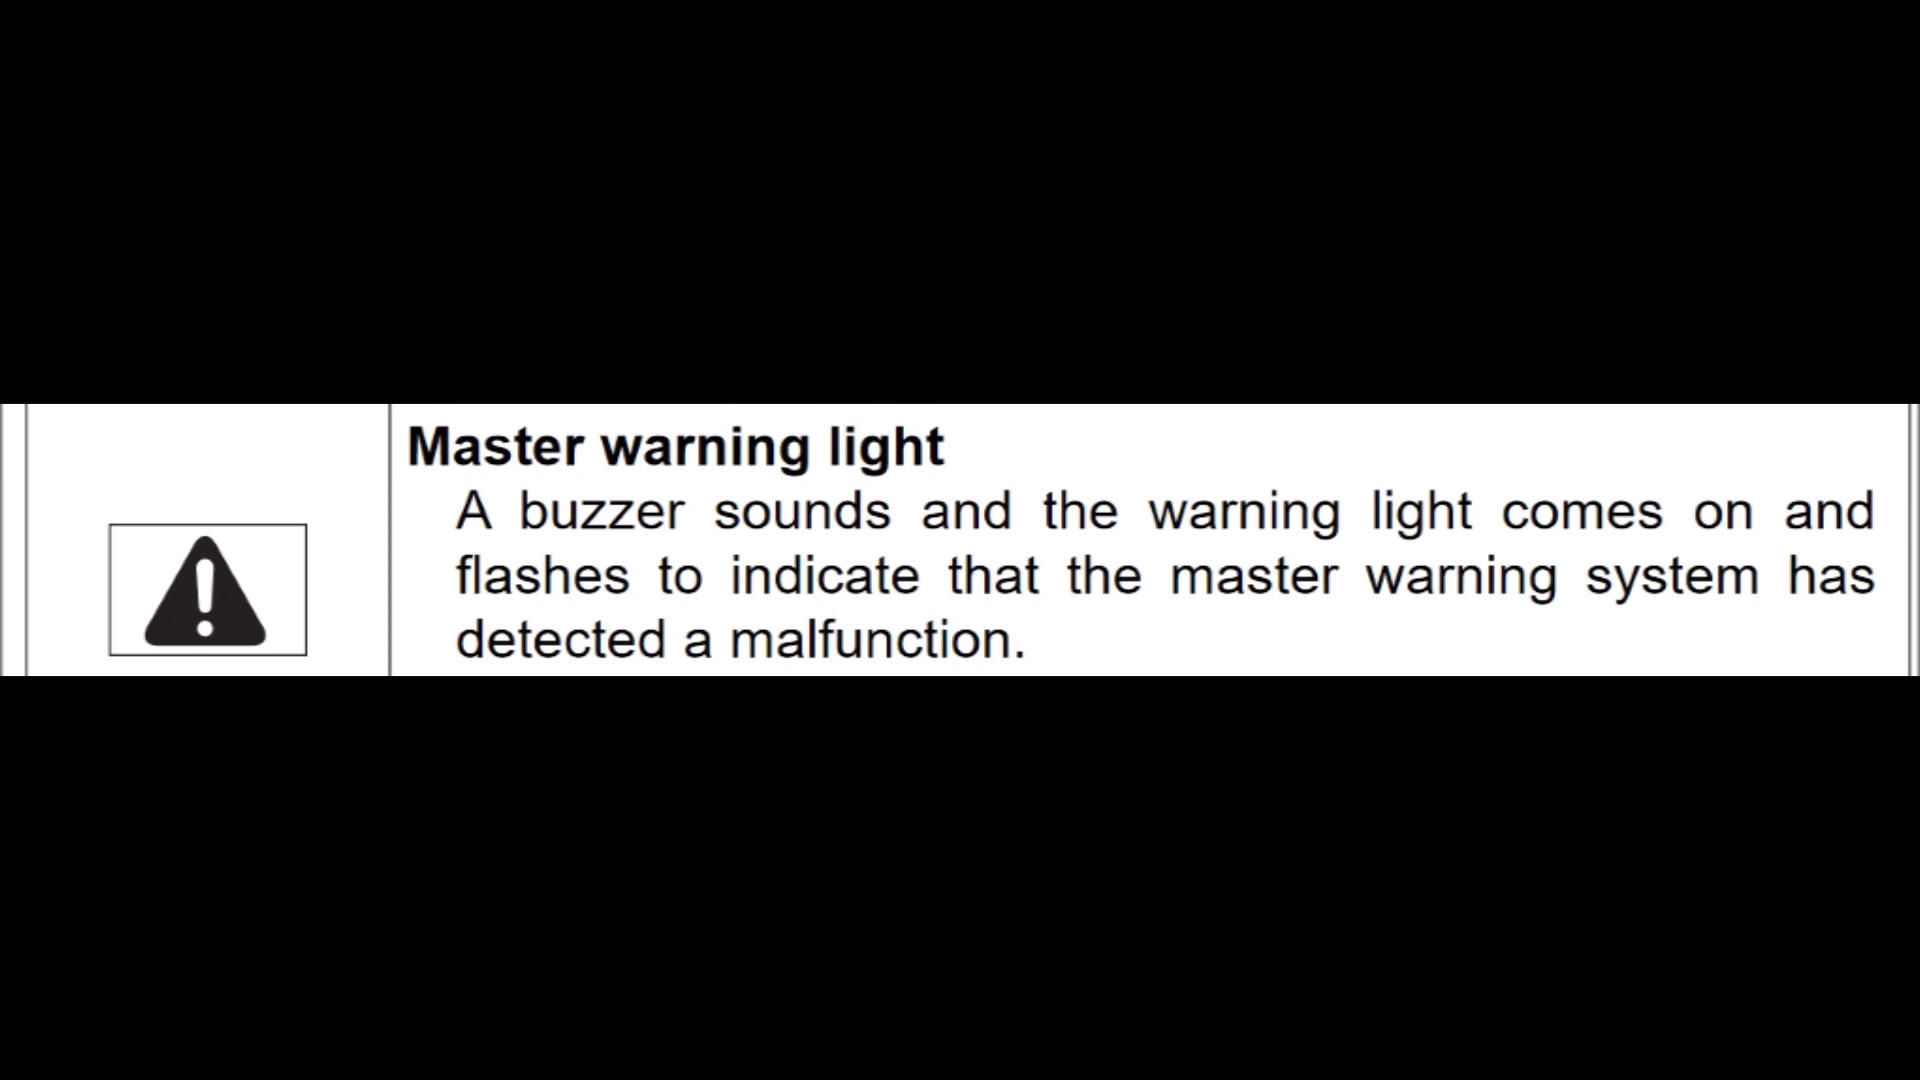 Master warning light
A buzzer sounds and the warning light comes on and
flashes to indicate that the master warning system has
detected a malfunction.